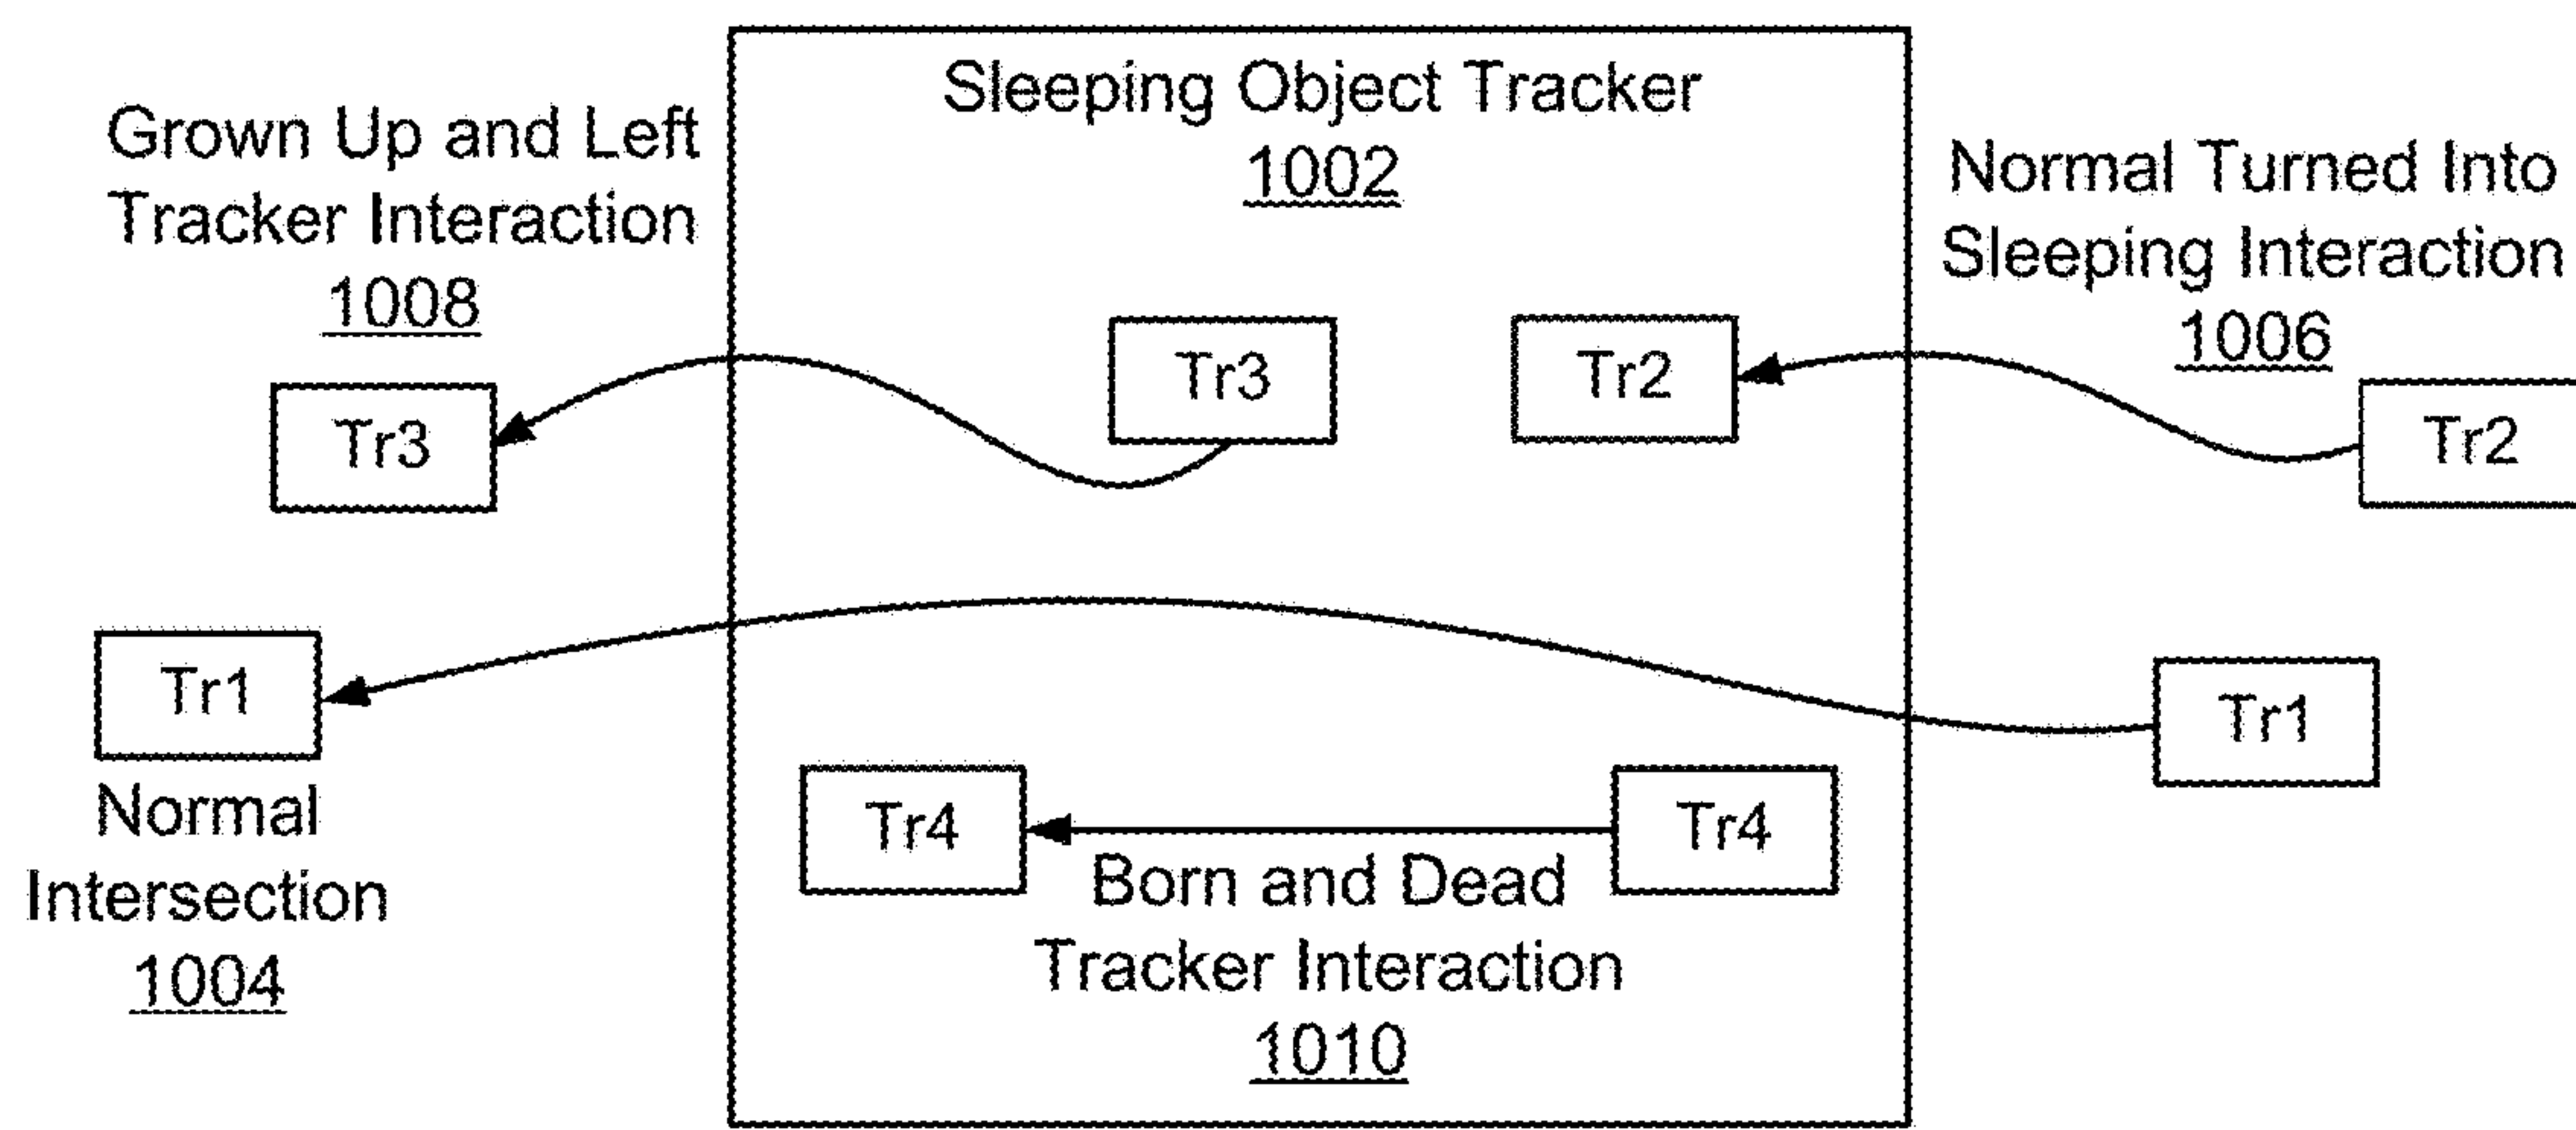 Sleeping Object Tracker
1002
Grown Up and Left
Tracker Interaction
1008
Normal Turned Into
Sleeping Interaction
1006
Tr3
Tr3
Tr2
Tr2
Tr1
Tr1
Normal
Intersection
1004
Tr4
Tr4
Born and Dead
Tracker Interaction
1010